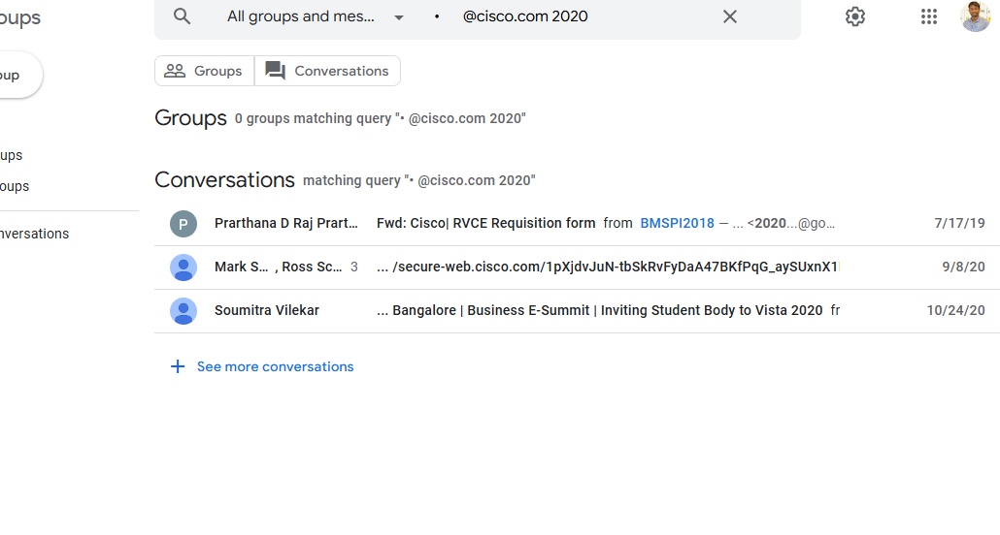 oups All groups and mes... • @cisco.com 2020
oup
Groups Conversations
Groups 0 groups matching query "• @cisco.com 2020"
ups
oups
Conversations matching query "• @cisco.com 2020"
nversations
P Prarthana D Raj Prart... Fwd: Cisco| RVCE Requisition form from BMSPI2018 — ... <2020...@go... 7/17/19
Mark S... , Ross Sc... 3 ... /secure-web.cisco.com/1pXjdvJuN-tbSkRvFyDaA47BKfPqG_aySUxnX1 9/8/20
Soumitra Vilekar ... Bangalore | Business E-Summit | Inviting Student Body to Vista 2020 fr 10/24/20
+ See more conversations